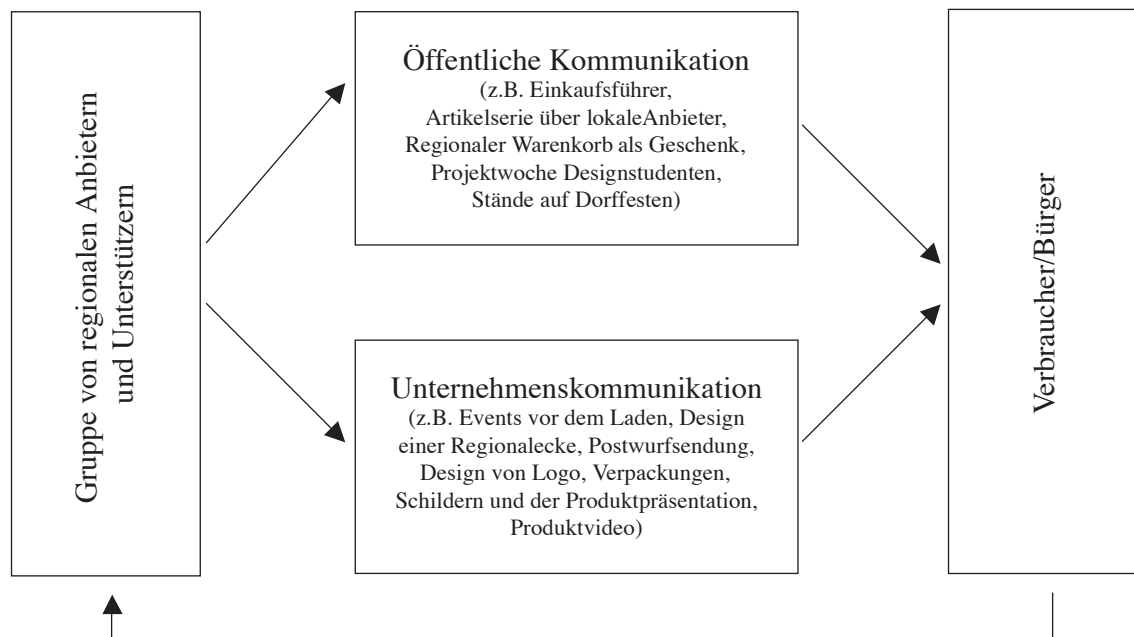 Gruppe von regionalen Anbietern
und Unterstützern
Öffentliche Kommunikation
(z.B. Einkaufsführer,
Artikelserie über lokaleAnbieter,
Regionaler Warenkorb als Geschenk,
Projektwoche Designstudenten,
Stände auf Dorffesten)
Unternehmenskommunikation
(z.B. Events vor dem Laden, Design
einer Regionalecke, Postwurfsendung,
Design von Logo, Verpackungen,
Schildern und der Produktpräsentation,
Produktvideo)
Verbraucher/Bürger